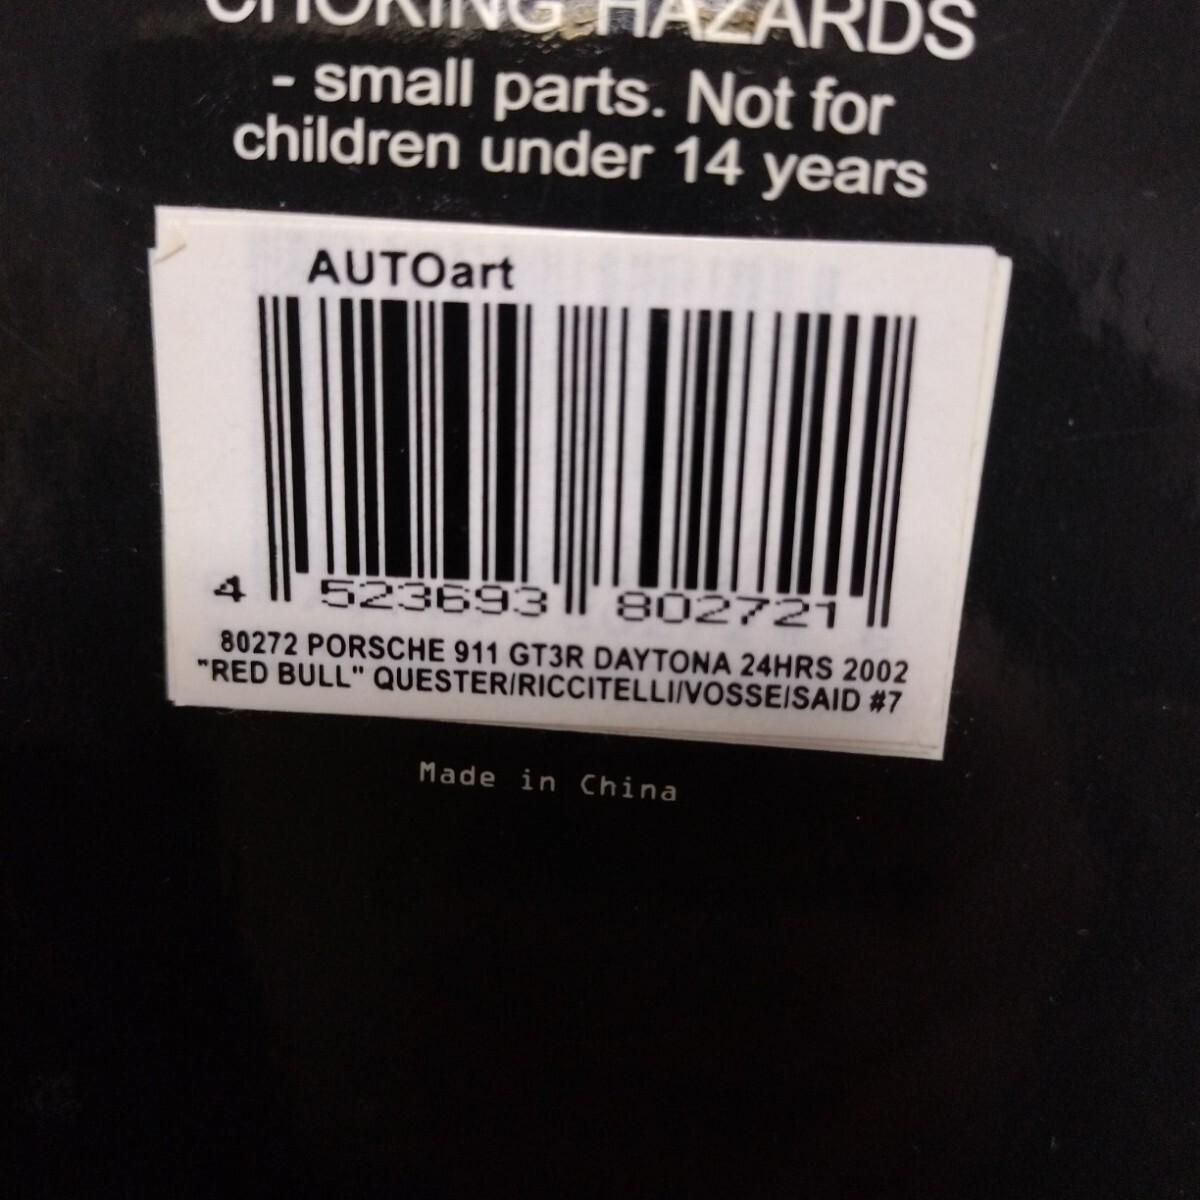 CHOKING HAZARDS
- small parts. Not for
children under 14 years
AUTOart
4 523693 802721
80272 PORSCHE 911 GT3R DAYTONA 24HRS 2002
"RED BULL" QUESTER/RICCITELLI/VOSSE/SAID #7
Made in China